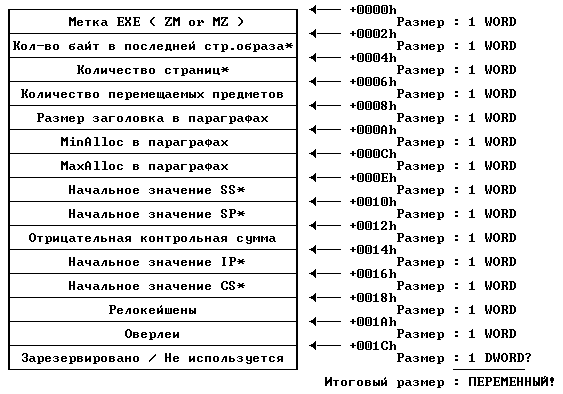 +0000h
Метка EXE ( ZM or MZ )
Размер : 1 WORD
+0002h
Кол-во байт в последней стр.образа*
Размер : 1 WORD
+0004h
Количество страниц*
Размер : 1 WORD
+0006h
Количество перемещаемых предметов
Размер : 1 WORD
+0008h
Размер заголовка в параграфах
Размер : 1 WORD
+000Ah
MinAlloc в параграфах
Размер : 1 WORD
+000Ch
MaxAlloc в параграфах
Размер : 1 WORD
+000Eh
Начальное значение SS*
Размер : 1 WORD
+0010h
Начальное значение SP*
Размер : 1 WORD
+0012h
Отрицательная контрольная сумма
Размер : 1 WORD
+0014h
Начальное значение IP*
Размер : 1 WORD
+0016h
Начальное значение CS*
Размер : 1 WORD
+0018h
Релокейшены
Размер : 1 WORD
+001Ah
Оверлеи
Размер : 1 WORD
+001Ch
Зарезервировано / Не используется
Размер : 1 DWORD?
Итоговый размер : ПЕРЕМЕННЫЙ!